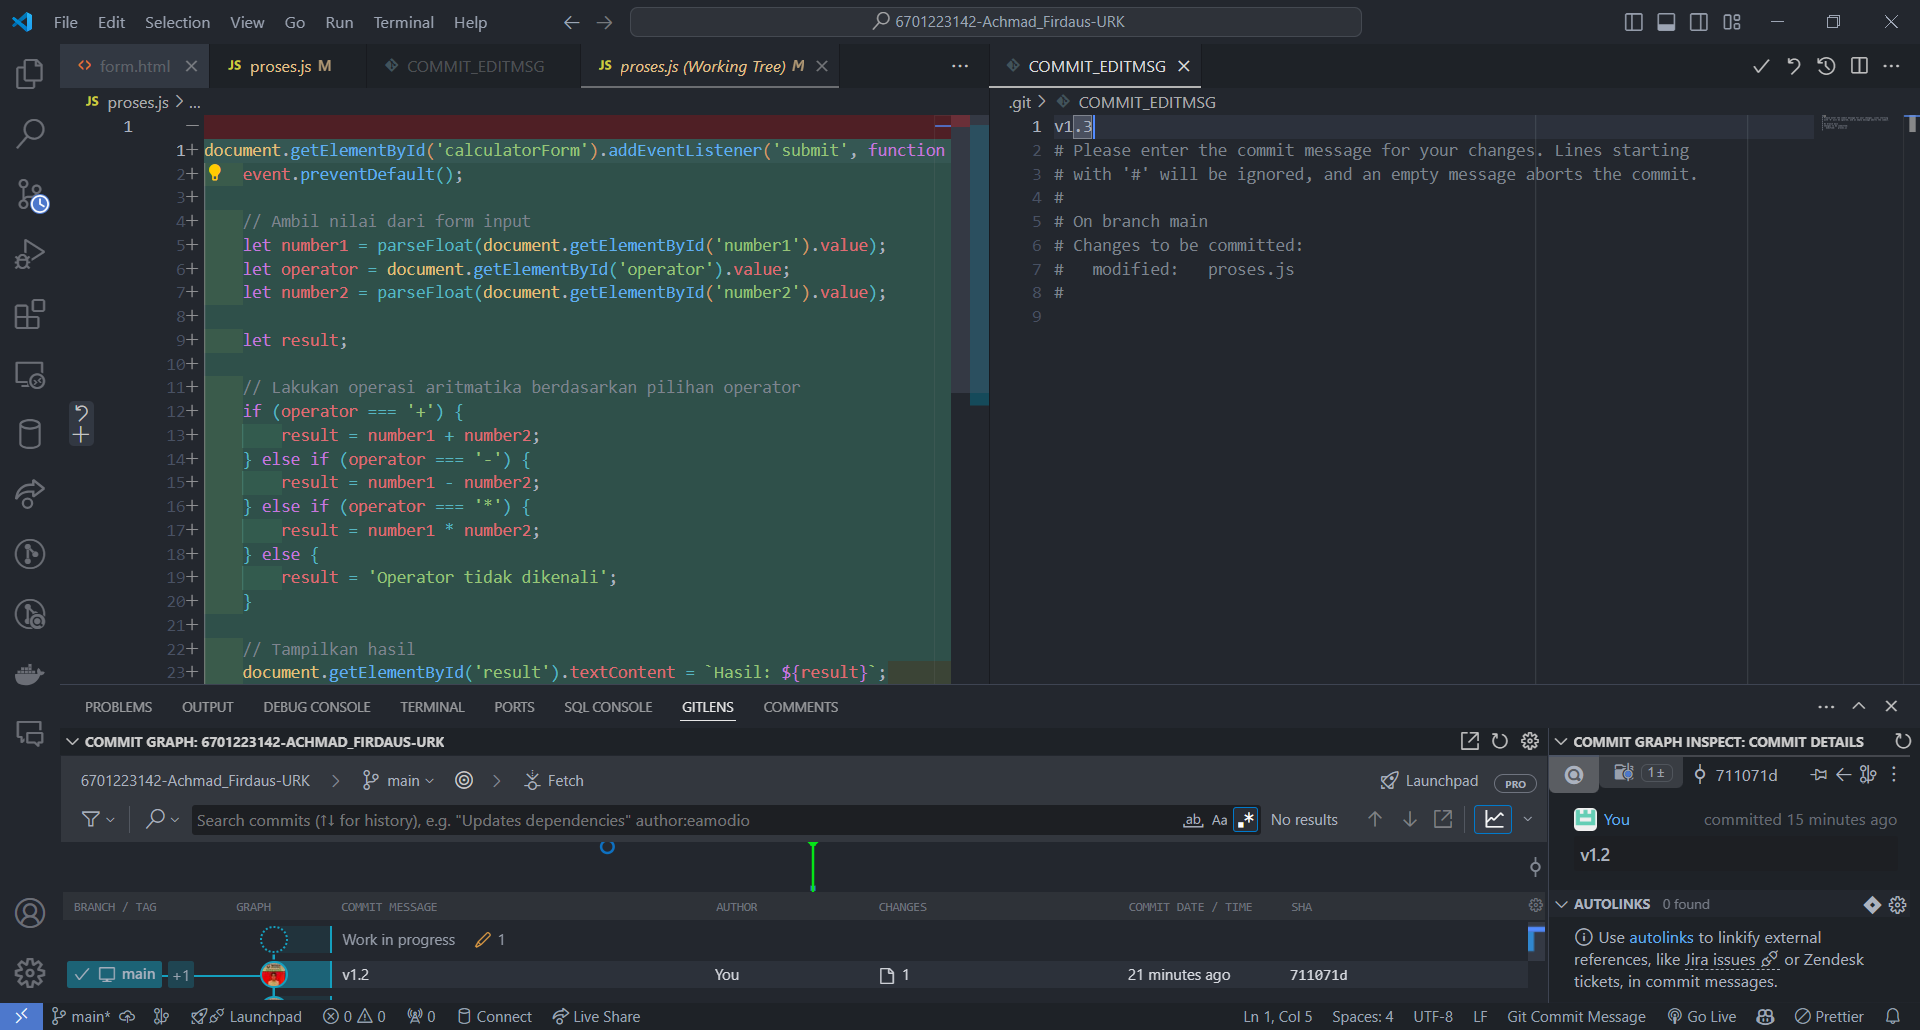 File Edit Selection View Go Run Terminal Help
6701223142-Achmad_Firdaus-URK
form.html
JS proses.js M
COMMIT_EDITMSG
JS proses.js (Working Tree) M
COMMIT_EDITMSG
JS proses.js > ...
.git > COMMIT_EDITMSG
1 −
1+ document.getElementById('calculatorForm').addEventListener('submit', function
2+ event.preventDefault();
3+
4+ // Ambil nilai dari form input
5+ let number1 = parseFloat(document.getElementById('number1').value);
6+ let operator = document.getElementById('operator').value;
7+ let number2 = parseFloat(document.getElementById('number2').value);
8+
9+ let result;
10+
11+ // Lakukan operasi aritmatika berdasarkan pilihan operator
12+ if (operator === '+') {
13+ result = number1 + number2;
14+ } else if (operator === '-') {
15+ result = number1 - number2;
16+ } else if (operator === '*') {
17+ result = number1 * number2;
18+ } else {
19+ result = 'Operator tidak dikenali';
20+ }
21+
22+ // Tampilkan hasil
23+ document.getElementById('result').textContent = `Hasil: ${result}`;
1 v1.3
2 # Please enter the commit message for your changes. Lines starting
3 # with '#' will be ignored, and an empty message aborts the commit.
4 #
5 # On branch main
6 # Changes to be committed:
7 # modified: proses.js
8 #
9
PROBLEMS OUTPUT DEBUG CONSOLE TERMINAL PORTS SQL CONSOLE GITLENS COMMENTS
COMMIT GRAPH: 6701223142-ACHMAD_FIRDAUS-URK
6701223142-Achmad_Firdaus-URK > main > Fetch
Launchpad PRO
Search commits (↑↓ for history), e.g. "Updates dependencies" author:eamodio
ab Aa .* No results
BRANCH / TAG GRAPH COMMIT MESSAGE AUTHOR CHANGES COMMIT DATE / TIME SHA
Work in progress 1
main +1 v1.2 You 1 21 minutes ago 711071d
COMMIT GRAPH INSPECT: COMMIT DETAILS
1± 711071d
You committed 15 minutes ago
v1.2
AUTOLINKS 0 found
Use autolinks to linkify external
references, like Jira issues or Zendesk
tickets, in commit messages.
main* Launchpad 0 0 0 Connect Live Share
Ln 1, Col 5 Spaces: 4 UTF-8 LF Git Commit Message Go Live Prettier